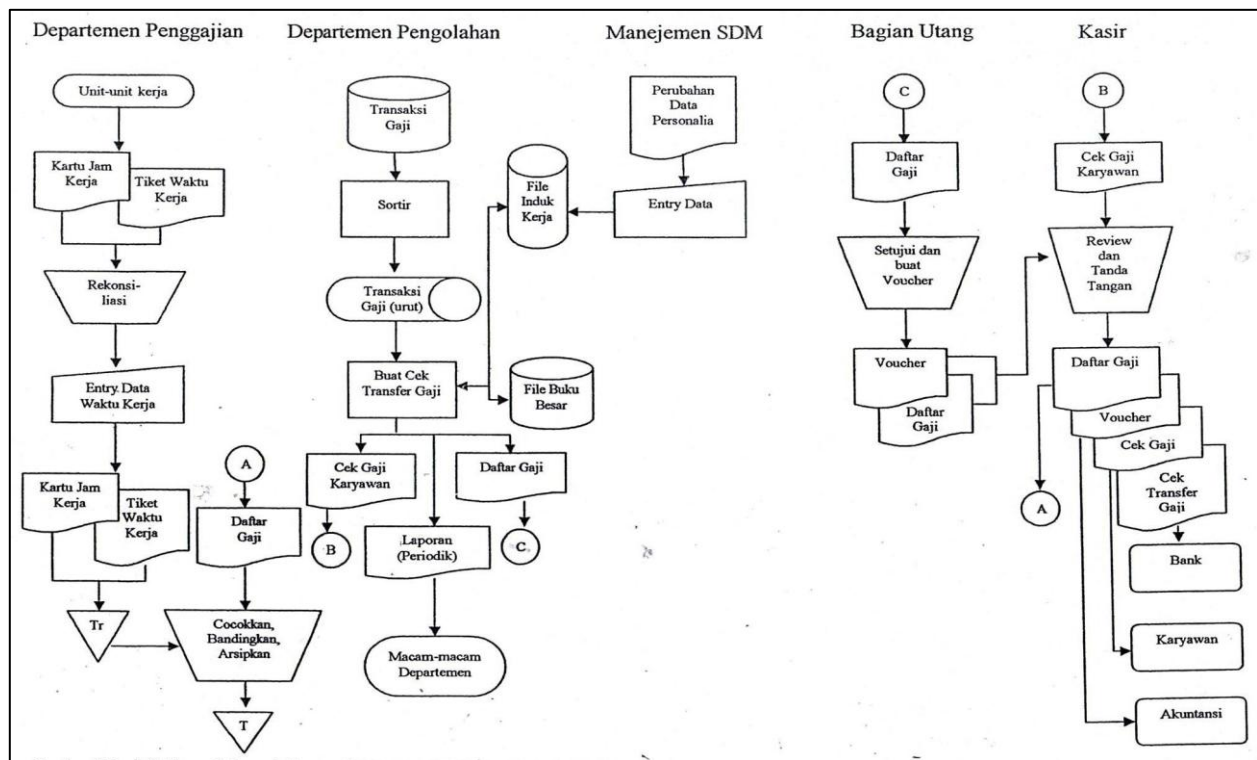 Departemen Penggajian
Departemen Pengolahan
Manejemen SDM
Bagian Utang
Kasir
Unit-unit kerja
Kartu Jam
Kerja
Tiket Waktu
Kerja
Rekonsi-
liasi
Entry. Data
Waktu Kerja
Kartu Jam
Kerja
Tiket
Waktu
Kerja
Tr
A
Daftar
Gaji
Cocokkan,
Bandingkan,
Arsipkan
T
Transaksi
Gaji
Sortir
Transaksi
Gaji (urut)
Buat Cek
Transfer Gaji
Cek Gaji
Karyawan
B
Laporan
(Periodik)
Macam-macam
Departemen
Daftar Gaji
C
File
Induk
Kerja
File Buku
Besar
Perubahan
Data
Personalia
Entry Data
C
Daftar
Gaji
Setujui dan
buat
Voucher
Voucher
Daftar
Gaji
B
Cek Gaji
Karyawan
Review
dan
Tanda
Tangan
Daftar Gaji
Voucher
Cek Gaji
Cek
Transfer
Gaji
A
Bank
Karyawan
Akuntansi